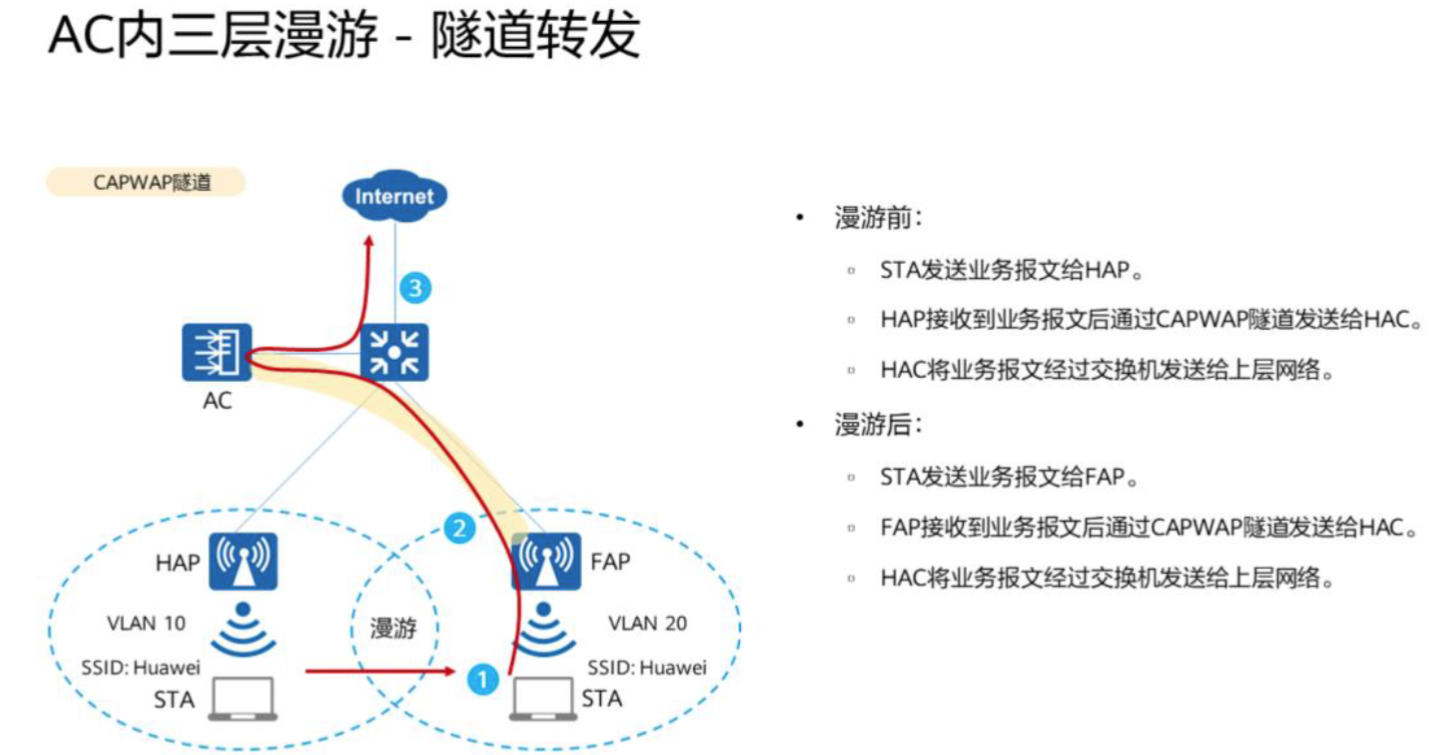 AC内三层漫游 - 隧道转发
CAPWAP隧道
Internet
3
AC
2
HAP
FAP
VLAN 10
漫游
VLAN 20
SSID: Huawei
SSID: Huawei
1
STA
STA
• 漫游前：
▫ STA发送业务报文给HAP。
▫ HAP接收到业务报文后通过CAPWAP隧道发送给HAC。
▫ HAC将业务报文经过交换机发送给上层网络。
• 漫游后：
▫ STA发送业务报文给FAP。
▫ FAP接收到业务报文后通过CAPWAP隧道发送给HAC。
▫ HAC将业务报文经过交换机发送给上层网络。